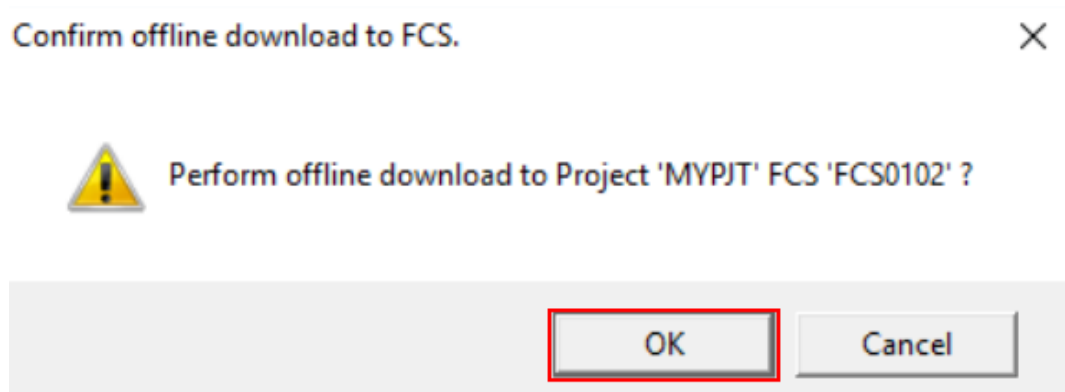 Confirm offline download to FCS.
Perform offline download to Project 'MYPJT' FCS 'FCS0102' ?
OK
Cancel